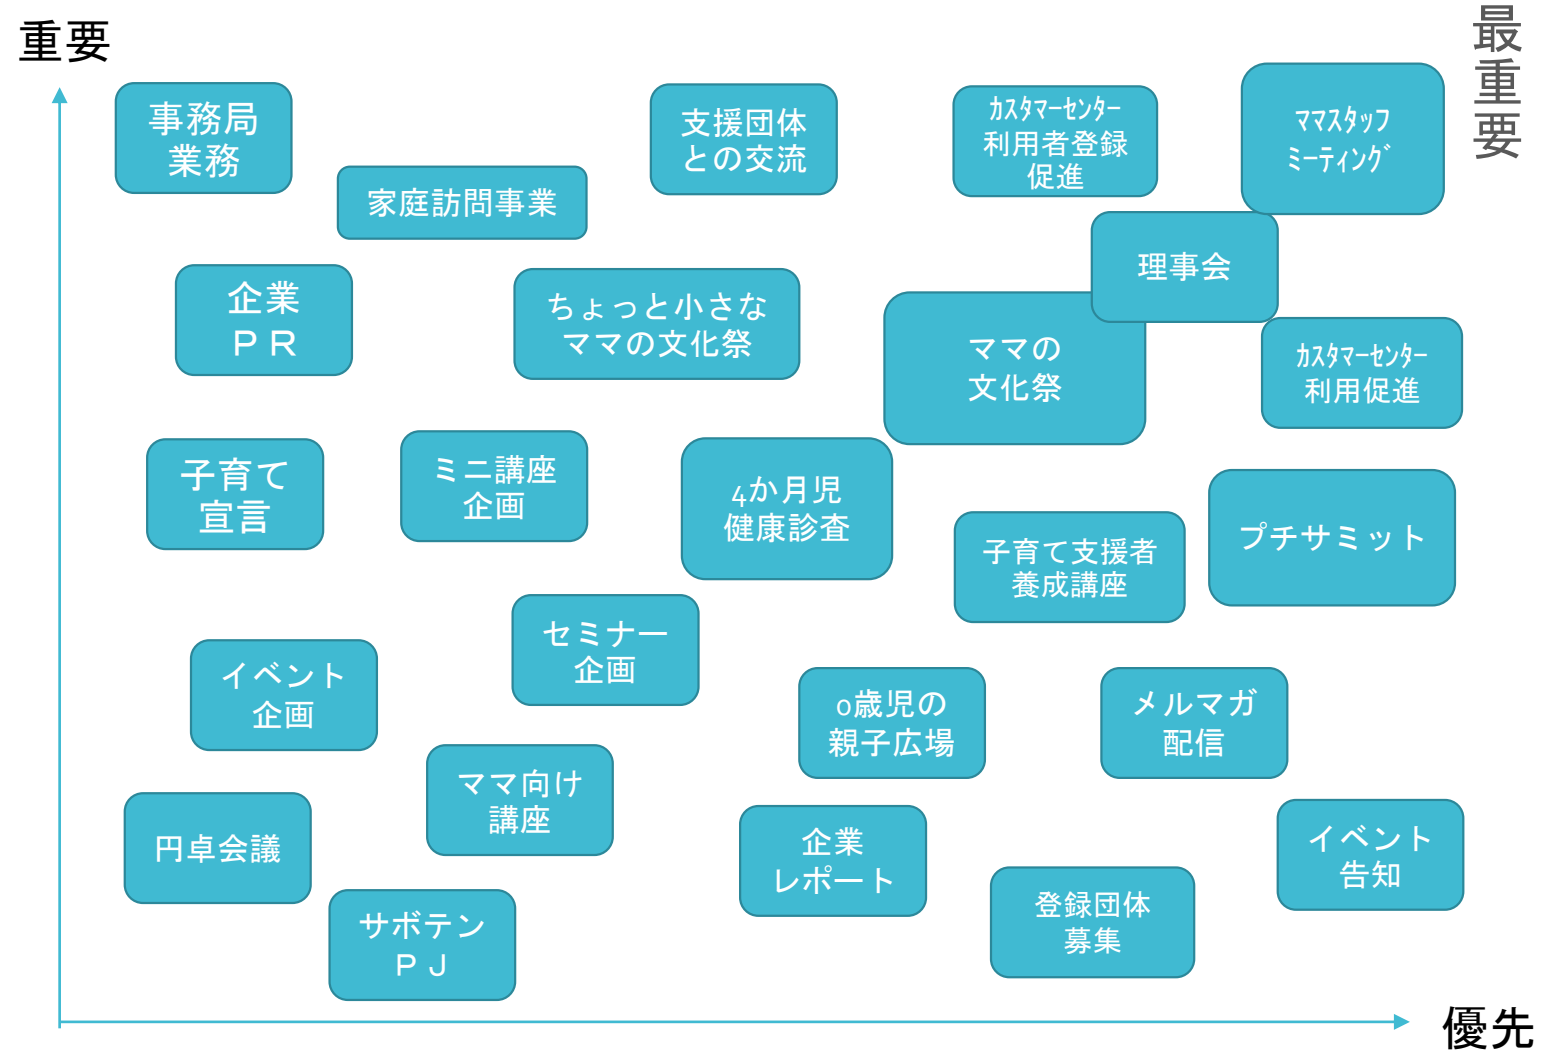 重要
最重要
事務局
業務
支援団体
との交流
ｶｽﾀﾏｰｾﾝﾀｰ
利用者登録
促進
ﾏﾏｽﾀｯﾌ
ﾐｰﾃｨﾝｸﾞ
家庭訪問事業
理事会
企業
ＰＲ
ちょっと小さな
ママの文化祭
ママの
文化祭
ｶｽﾀﾏｰｾﾝﾀｰ
利用促進
子育て
宣言
ミニ講座
企画
4か月児
健康診査
子育て支援者
養成講座
プチサミット
イベント
企画
セミナー
企画
0歳児の
親子広場
メルマガ
配信
円卓会議
ママ向け
講座
企業
レポート
イベント
告知
サボテン
ＰＪ
登録団体
募集
優先